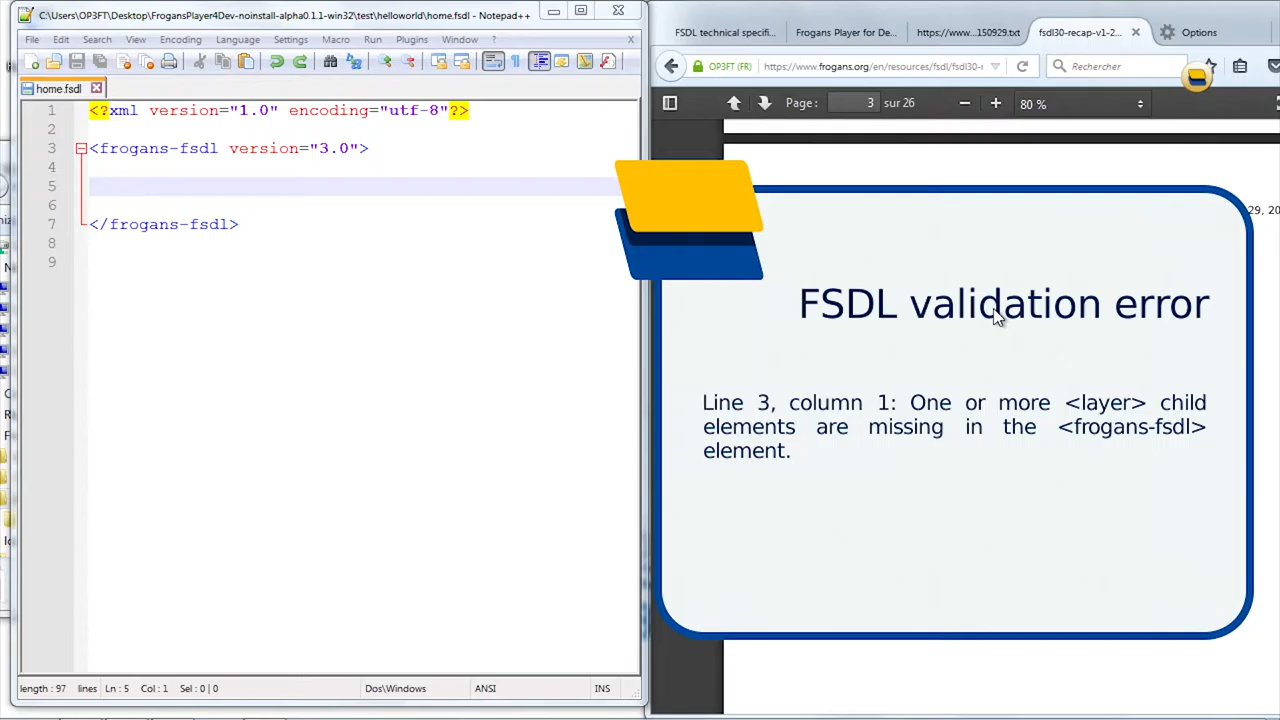 C:\Users\OP3FT\Desktop\FrogansPlayer4Dev-noinstall-alpha0.1.1-win32\test\helloworld\home.fsdl - Notepad++
File Edit Search View Encoding Language Settings Macro Run Plugins Window ? X
home.fsdl
1 <?xml version="1.0" encoding="utf-8"?>
2
3 <frogans-fsdl version="3.0">
4
5
6
7 </frogans-fsdl>
8
9
length : 97 lines Ln : 5 Col : 1 Sel : 0 | 0 Dos\Windows ANSI INS
FSDL technical specifi... Frogans Player for De... https://www...150929.txt fsdl30-recap-v1-2... Options
OP3FT (FR) https://www.frogans.org/en/resources/fsdl/fsdl30-r Rechercher
Page : 3 sur 26 80 %
29, 20
FSDL validation error
Line 3, column 1: One or more <layer> child
elements are missing in the <frogans-fsdl>
element.